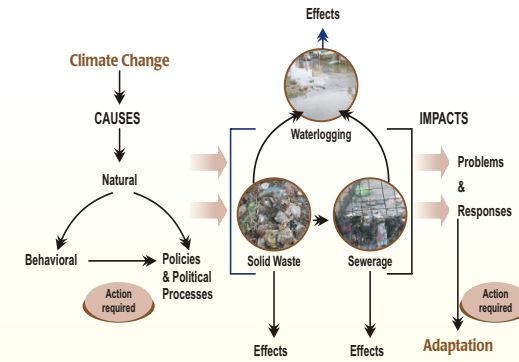 Effects
Climate Change
CAUSES
Natural
Behavioral
Policies
& Political
Processes
Action
required
Waterlogging
Solid Waste
Sewerage
Effects
Effects
IMPACTS
Problems
&
Responses
Action
required
Adaptation